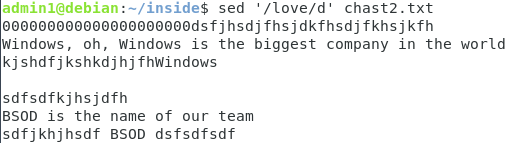 admin1@debian:~/inside$ sed '/love/d' chast2.txt
000000000000000000000dsfjhsdjfhsjdkfhsdjfkhsjkfh
Windows, oh, Windows is the biggest company in the world
kjshdfjkshkdjhjfhWindows
sdfsdfkjhsjdfh
BSOD is the name of our team
sdfjkhjhsdf BSOD dsfsdfsdf